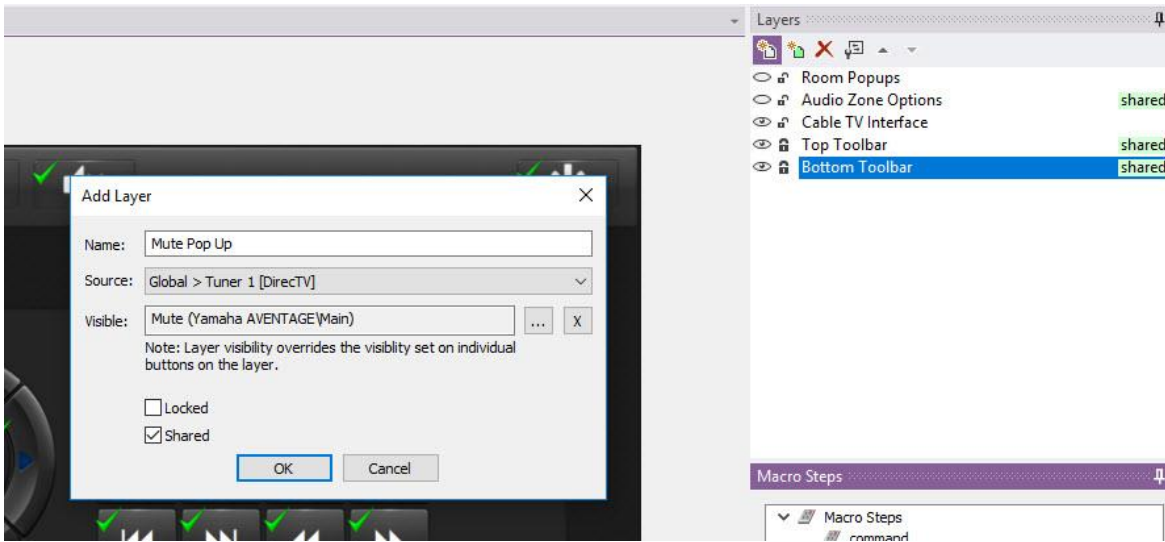 Layers
Room Popups
Audio Zone Options shared
Cable TV Interface
Top Toolbar shared
Bottom Toolbar shared
Add Layer
Name: Mute Pop Up
Source: Global > Tuner 1 [DirecTV]
Visible: Mute (Yamaha AVENTAGE\Main) ... X
Note: Layer visibility overrides the visiblity set on individual
buttons on the layer.
Locked
Shared
OK Cancel
Macro Steps
Macro Steps
command